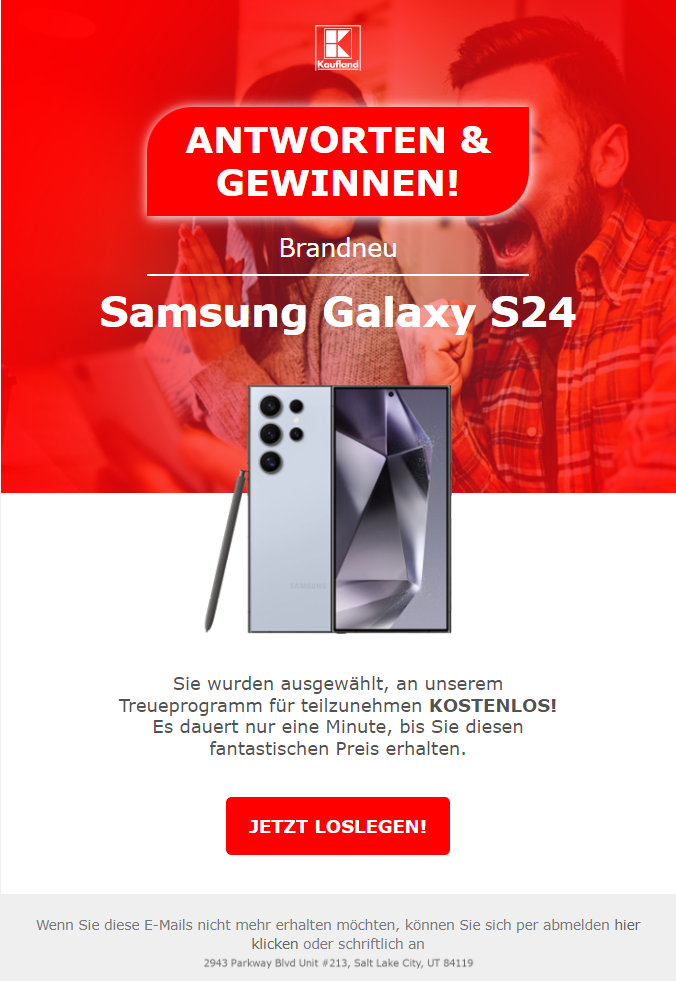 Kaufland
ANTWORTEN &
GEWINNEN!
Brandneu
Samsung Galaxy S24
SAMSUNG
Sie wurden ausgewählt, an unserem
Treueprogramm für teilzunehmen KOSTENLOS!
Es dauert nur eine Minute, bis Sie diesen
fantastischen Preis erhalten.
JETZT LOSLEGEN!
Wenn Sie diese E-Mails nicht mehr erhalten möchten, können Sie sich per abmelden hier
klicken oder schriftlich an
2943 Parkway Blvd Unit #213, Salt Lake City, UT 84119